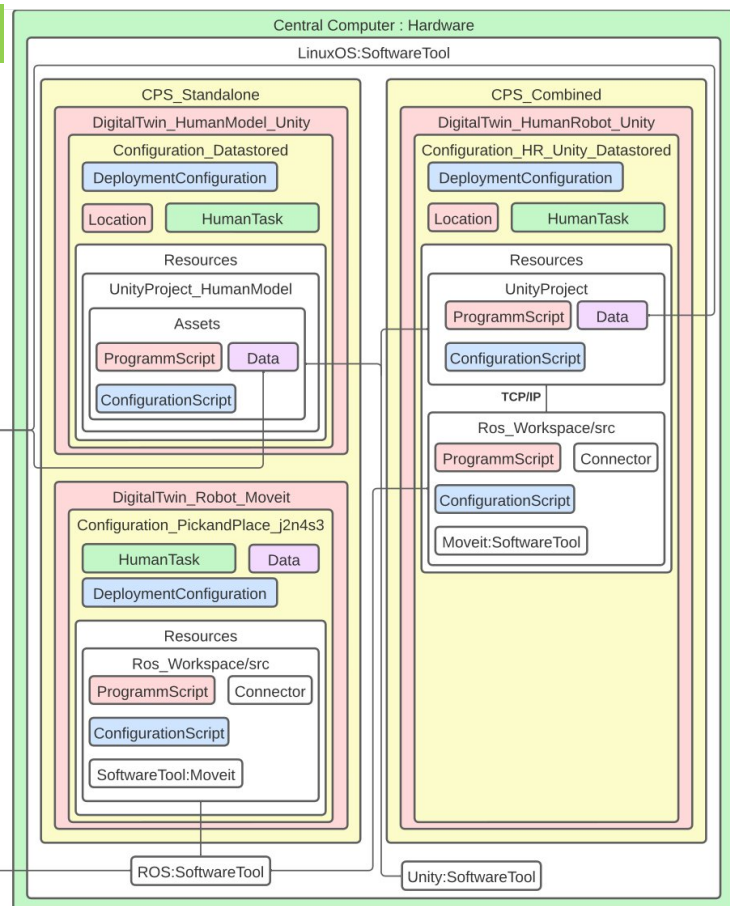 Central Computer : Hardware
LinuxOS:SoftwareTool
CPS_Standalone
DigitalTwin_HumanModel_Unity
Configuration_Datastored
DeploymentConfiguration
Location
HumanTask
Resources
UnityProject_HumanModel
Assets
ProgrammScript
Data
ConfigurationScript
DigitalTwin_Robot_Moveit
Configuration_PickandPlace_j2n4s3
HumanTask
Data
DeploymentConfiguration
Resources
Ros_Workspace/src
ProgrammScript
Connector
ConfigurationScript
SoftwareTool:Moveit
CPS_Combined
DigitalTwin_HumanRobot_Unity
Configuration_HR_Unity_Datastored
DeploymentConfiguration
Location
HumanTask
Resources
UnityProject
ProgrammScript
Data
ConfigurationScript
TCP/IP
Ros_Workspace/src
ProgrammScript
Connector
ConfigurationScript
Moveit:SoftwareTool
ROS:SoftwareTool
Unity:SoftwareTool